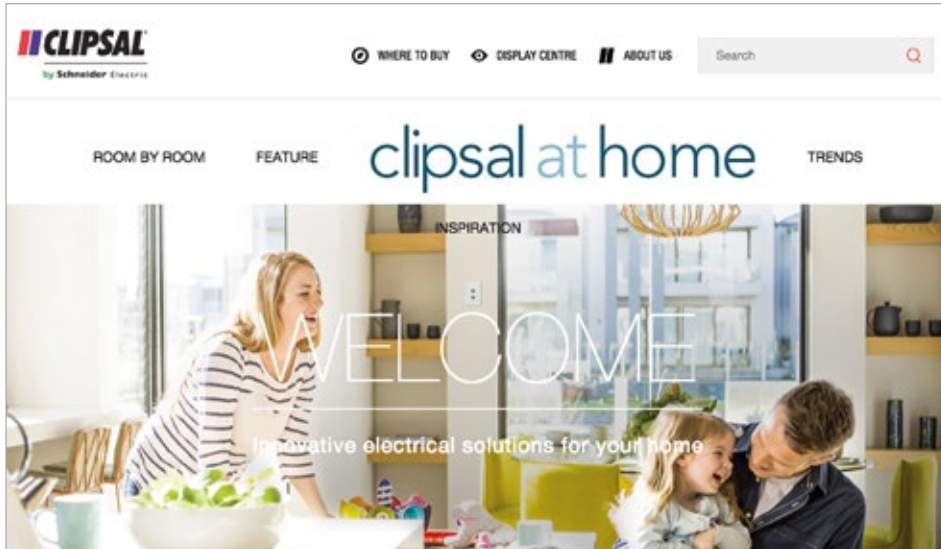 CLIPSAL
by Schneider Electric
WHERE TO BUY DISPLAY CENTRE ABOUT US Search
ROOM BY ROOM FEATURE clipsal at home TRENDS
INSPIRATION
WELCOME
Innovative electrical solutions for your home